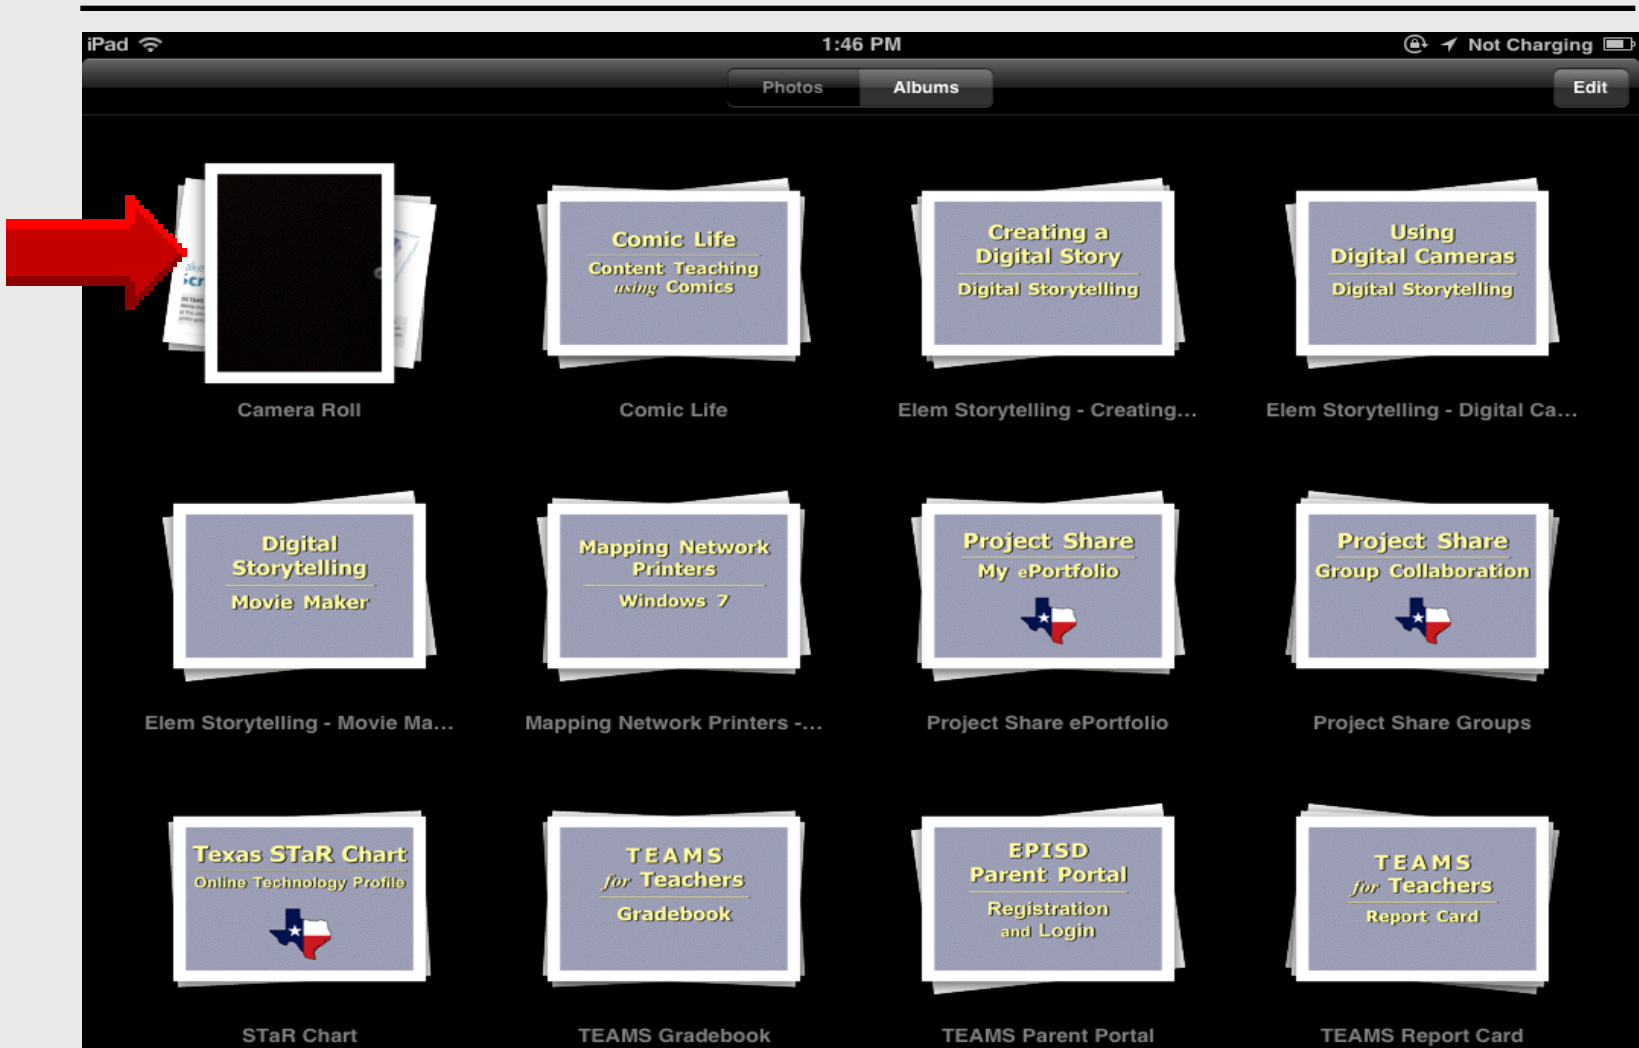 iPad
1:46 PM
Not Charging
Photos
Albums
Edit
Comic Life
Content Teaching
using Comics
Creating a
Digital Story
Digital Storytelling
Using
Digital Cameras
Digital Storytelling
Camera Roll
Comic Life
Elem Storytelling - Creating...
Elem Storytelling - Digital Ca...
Digital
Storytelling
Movie Maker
Mapping Network
Printers
Windows 7
Project Share
My ePortfolio
Project Share
Group Collaboration
Elem Storytelling - Movie Ma...
Mapping Network Printers -...
Project Share ePortfolio
Project Share Groups
Texas STaR Chart
Online Technology Profile
TEAMS
for Teachers
Gradebook
EPISD
Parent Portal
Registration
and Login
TEAMS
for Teachers
Report Card
STaR Chart
TEAMS Gradebook
TEAMS Parent Portal
TEAMS Report Card